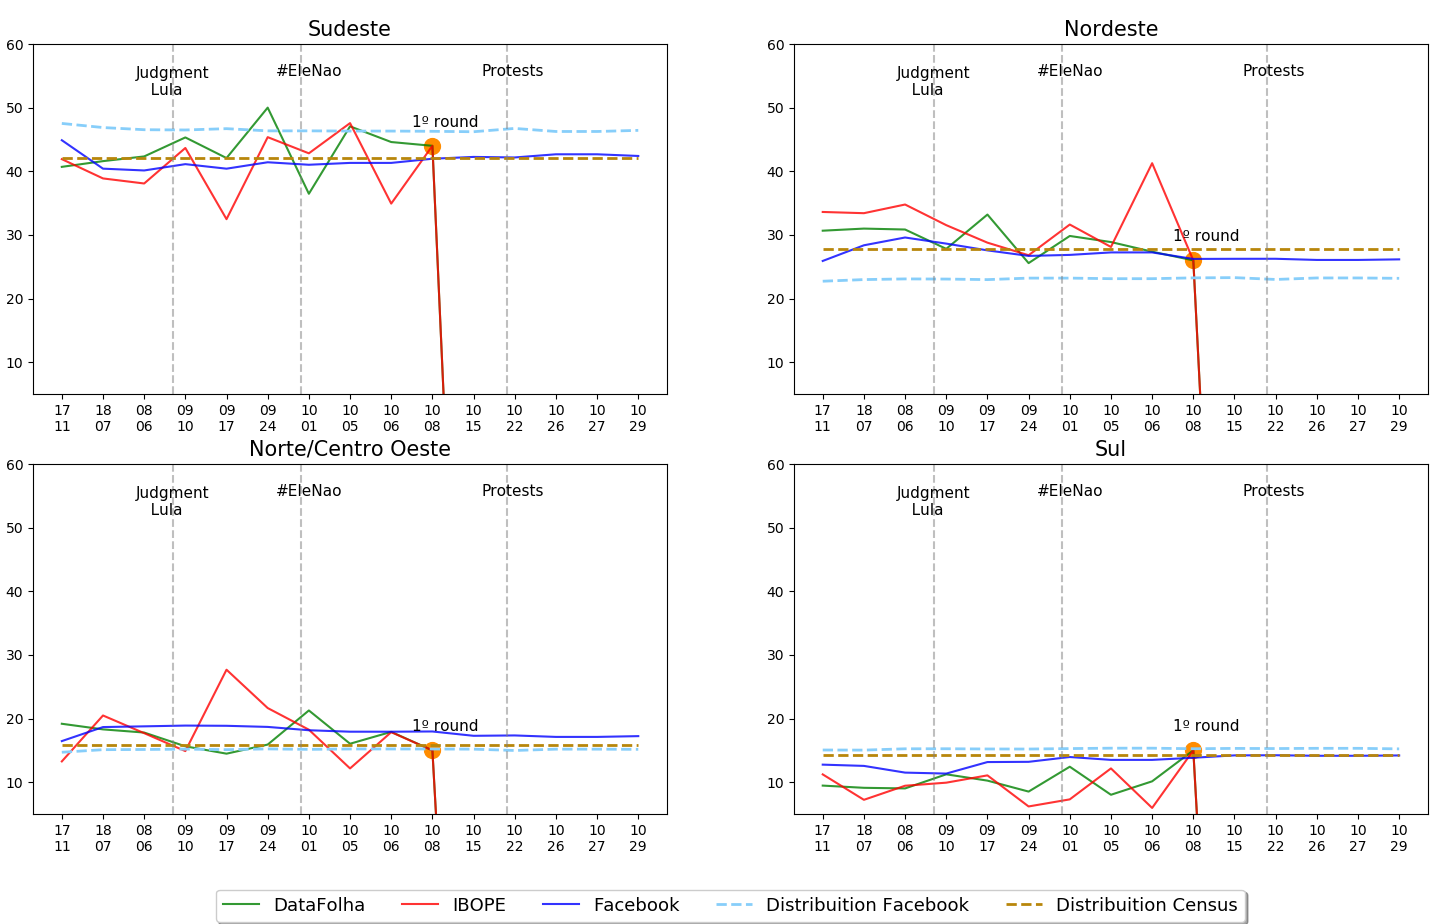 Sudeste
60
50
40
30
20
10
Judgment
Lula
#EleNao
Protests
1º round
17 18 08 09 09 09 10 10 10 10 10 10 10 10 10
11 07 06 10 17 24 01 05 06 08 15 22 26 27 29
Nordeste
60
50
40
30
20
10
Judgment
Lula
#EleNao
Protests
1º round
17 18 08 09 09 09 10 10 10 10 10 10 10 10 10
11 07 06 10 17 24 01 05 06 08 15 22 26 27 29
Norte/Centro Oeste
60
50
40
30
20
10
Judgment
Lula
#EleNao
Protests
1º round
17 18 08 09 09 09 10 10 10 10 10 10 10 10 10
11 07 06 10 17 24 01 05 06 08 15 22 26 27 29
Sul
60
50
40
30
20
10
Judgment
Lula
#EleNao
Protests
1º round
17 18 08 09 09 09 10 10 10 10 10 10 10 10 10
11 07 06 10 17 24 01 05 06 08 15 22 26 27 29
DataFolha IBOPE Facebook Distribuition Facebook Distribuition Census